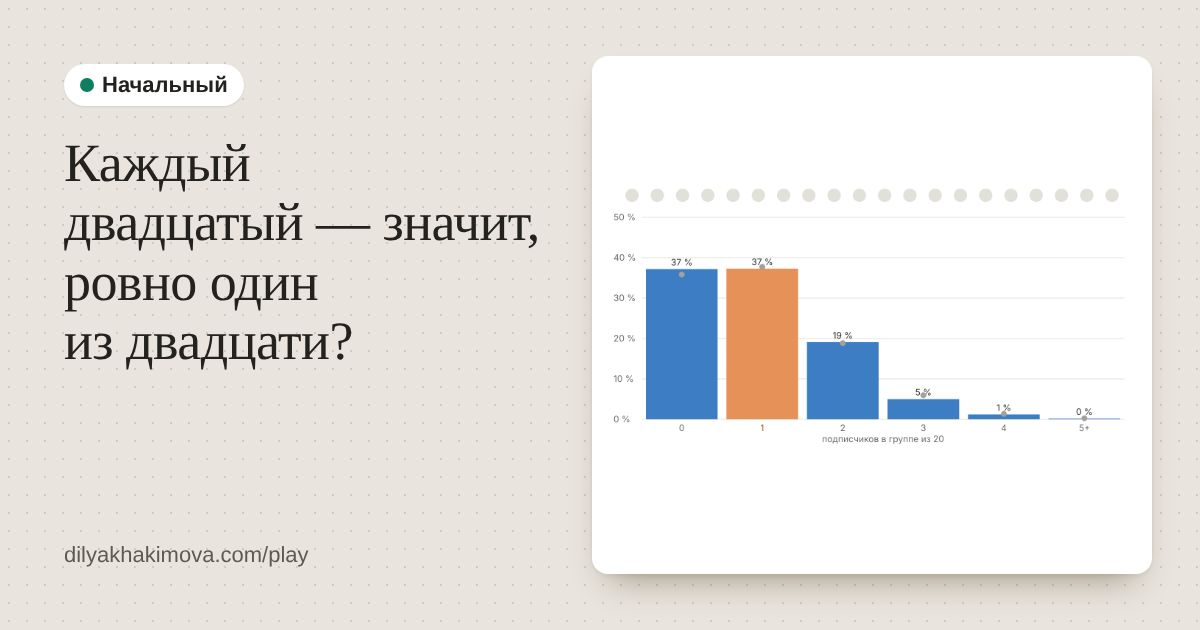 Начальный
Каждый
двадцатый — значит,
ровно один
из двадцати?
dilyakhakimova.com/play
50 %
40 %
30 %
20 %
10 %
0 %
37 %
37 %
19 %
5 %
1 %
0 %
0 1 2 3 4 5+
подписчиков в группе из 20